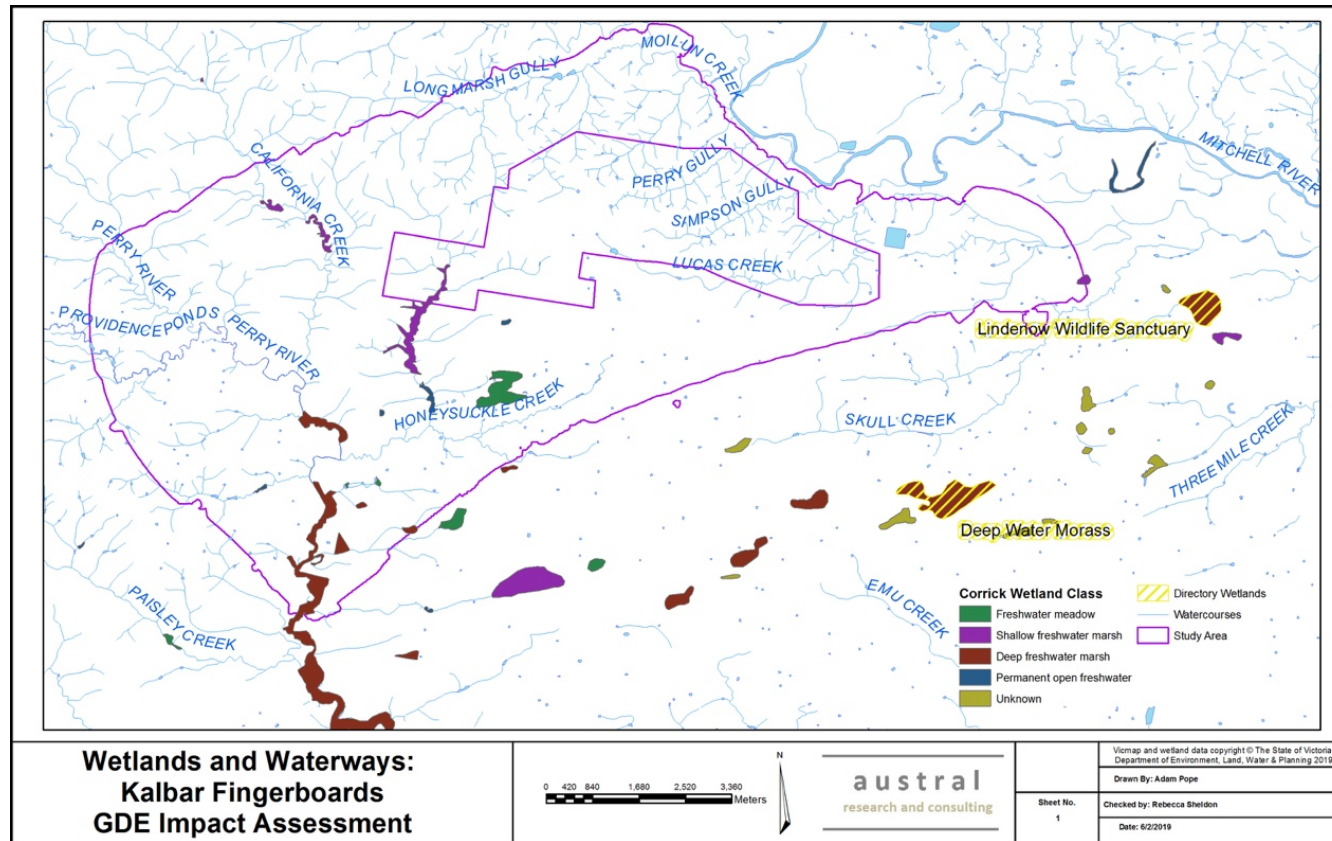 MOILUN CREEK
LONG MARSH GULLY
MITCHELL RIVER
CALIFORNIA CREEK
PERRY GULLY
SIMPSON GULLY
PERRY RIVER
LUCAS CREEK
PROVIDENCE PONDS
PERRY RIVER
Lindenow Wildlife Sanctuary
HONEYSUCKLE CREEK
SKULL CREEK
THREE MILE CREEK
Deep Water Morass
EMU CREEK
PAISLEY CREEK
Corrick Wetland Class
Freshwater meadow
Shallow freshwater marsh
Deep freshwater marsh
Permanent open freshwater
Unknown
Directory Wetlands
Watercourses
Study Area
Wetlands and Waterways:
Kalbar Fingerboards
GDE Impact Assessment
0 420 840 1,680 2,520 3,360
Meters
N
austral
research and consulting
Sheet No.
1
Vicmap and wetland data copyright © The State of Victoria
Department of Environment, Land, Water & Planning 2019
Drawn By: Adam Pope
Checked by: Rebecca Sheldon
Date: 6/2/2019